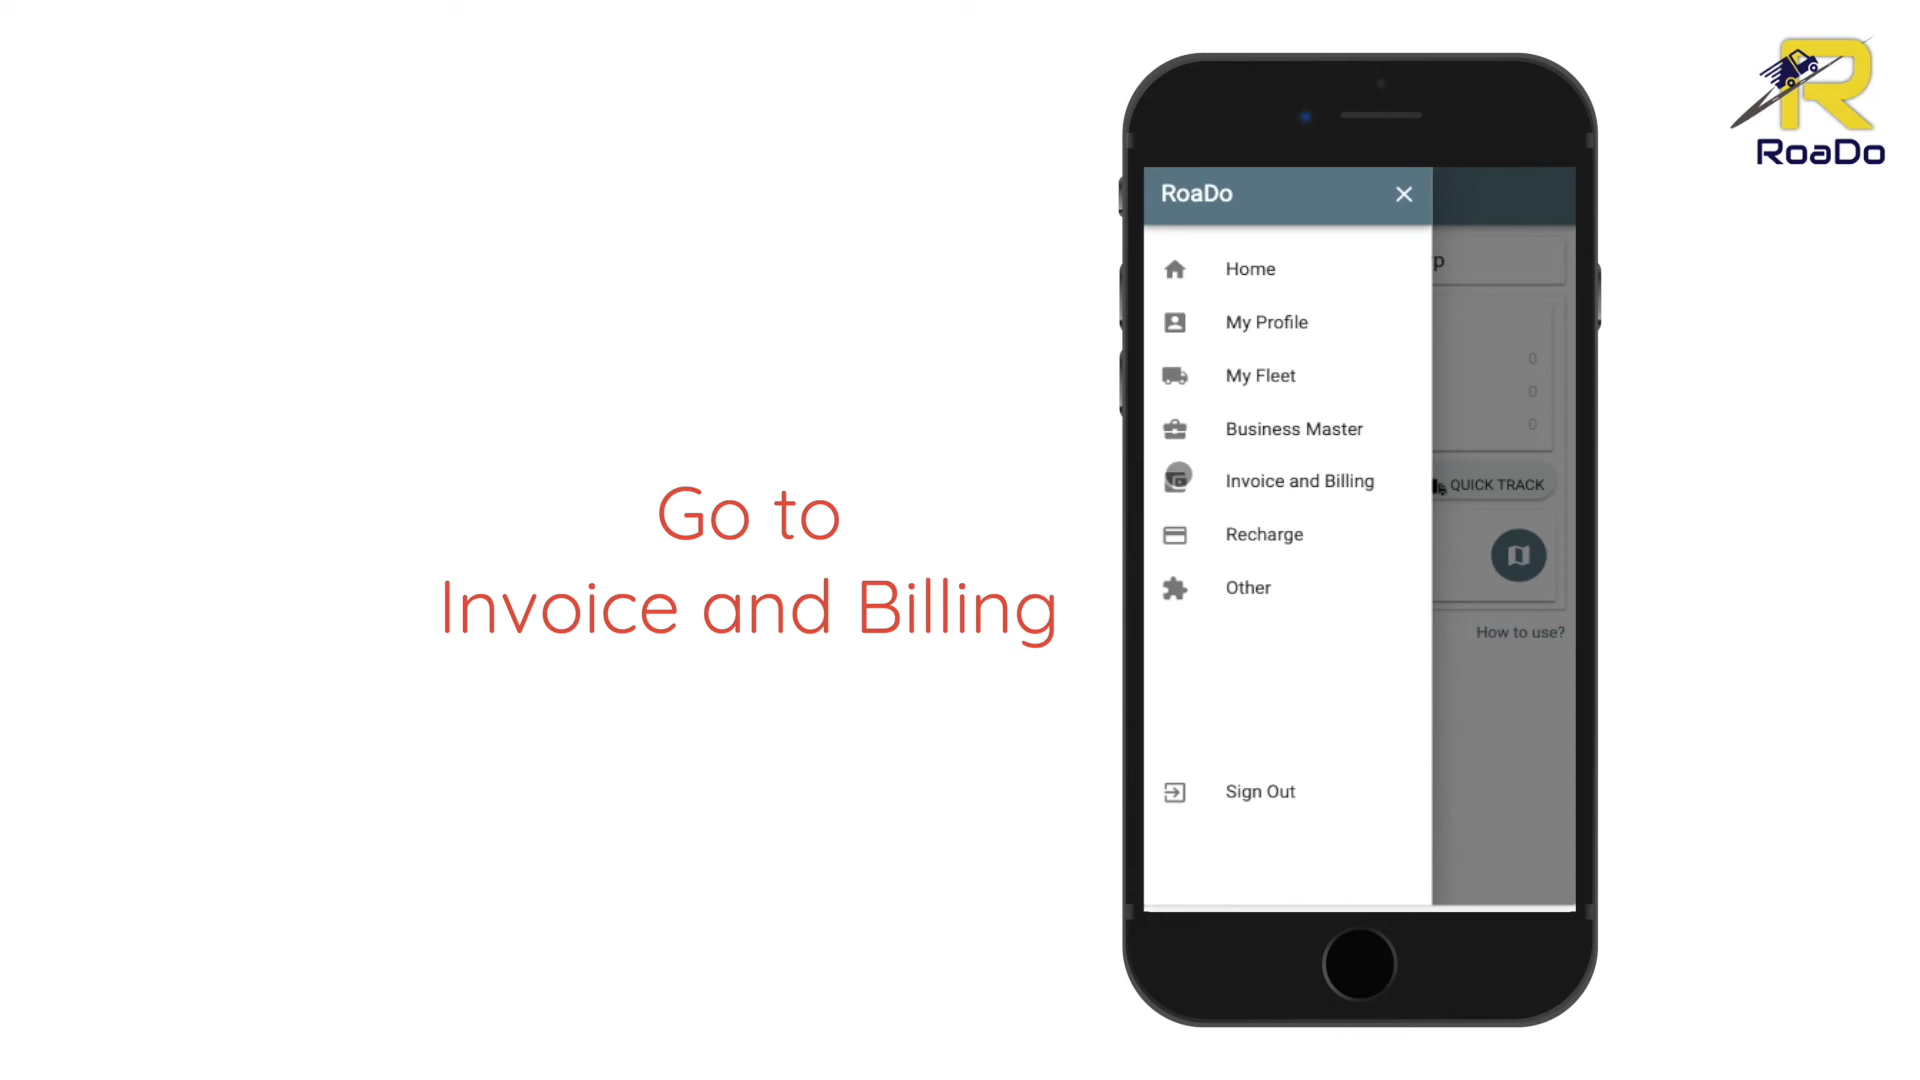 RoaDo
Go to
Invoice and Billing
RoaDo
Home
My Profile
My Fleet
Business Master
Invoice and Billing
Recharge
Other
Sign Out
0
0
0
QUICK TRACK
How to use?